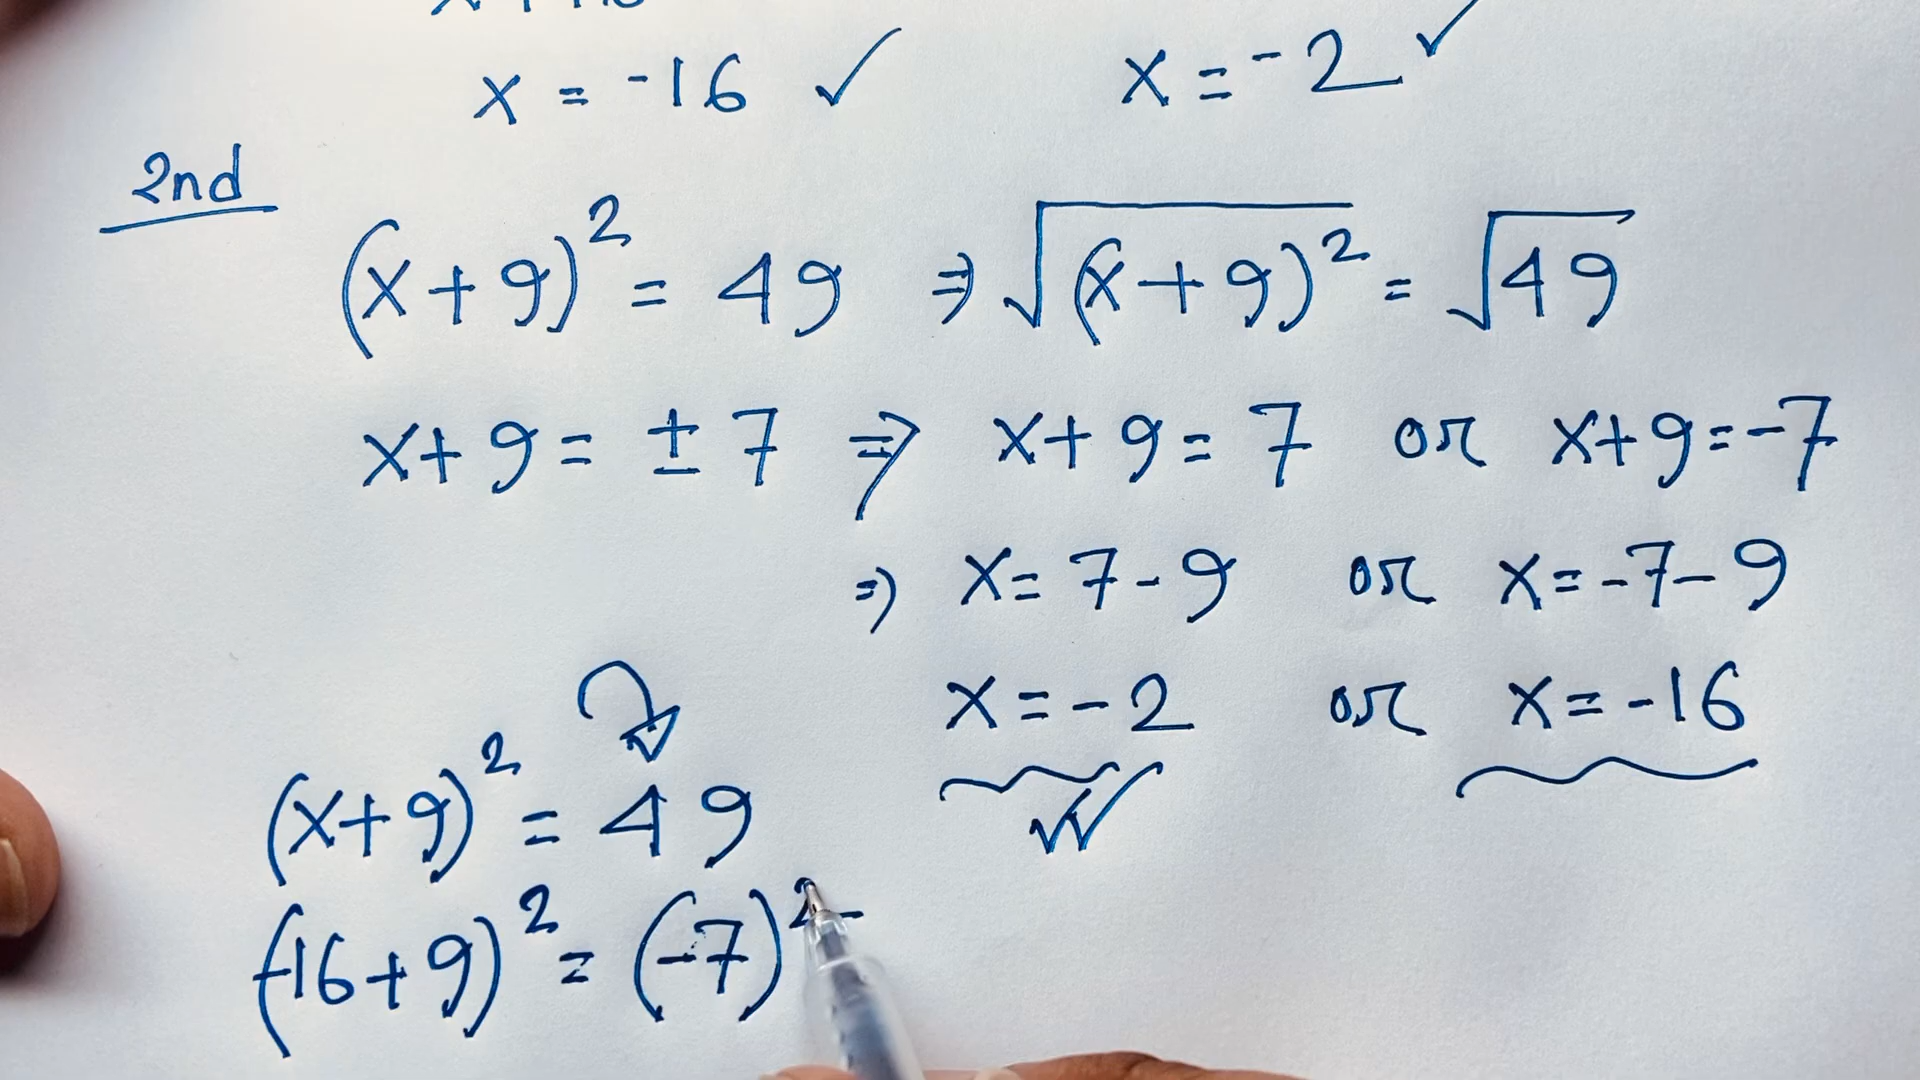 x = -16 ✓ x = -2 ✓
2nd
(x+9)² = 49 ⇒ √(x+9)² = √49
x+9 = ±7 ⇒ x+9 = 7 or x+9 = -7
⇒ x = 7-9 or x = -7-9
x = -2 or x = -16
(x+9)² = 49
(-16+9)² = (-7)²